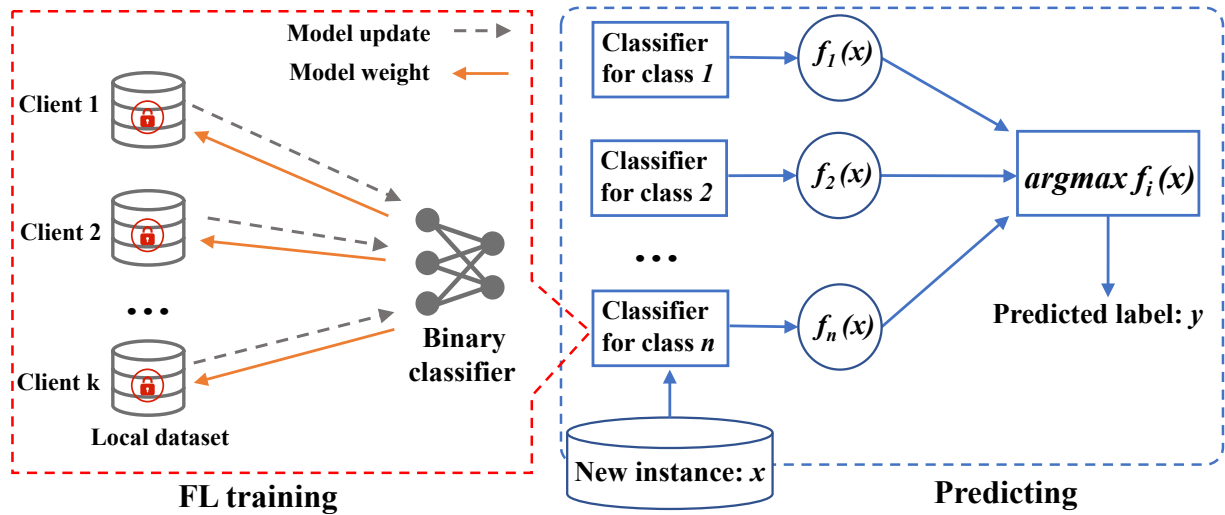 Model update
Model weight
Client 1
Client 2
...
Client k
Local dataset
Binary
classifier
FL training
Classifier
for class 1
f1(x)
Classifier
for class 2
f2(x)
...
Classifier
for class n
fn(x)
argmax fi(x)
Predicted label: y
New instance: x
Predicting